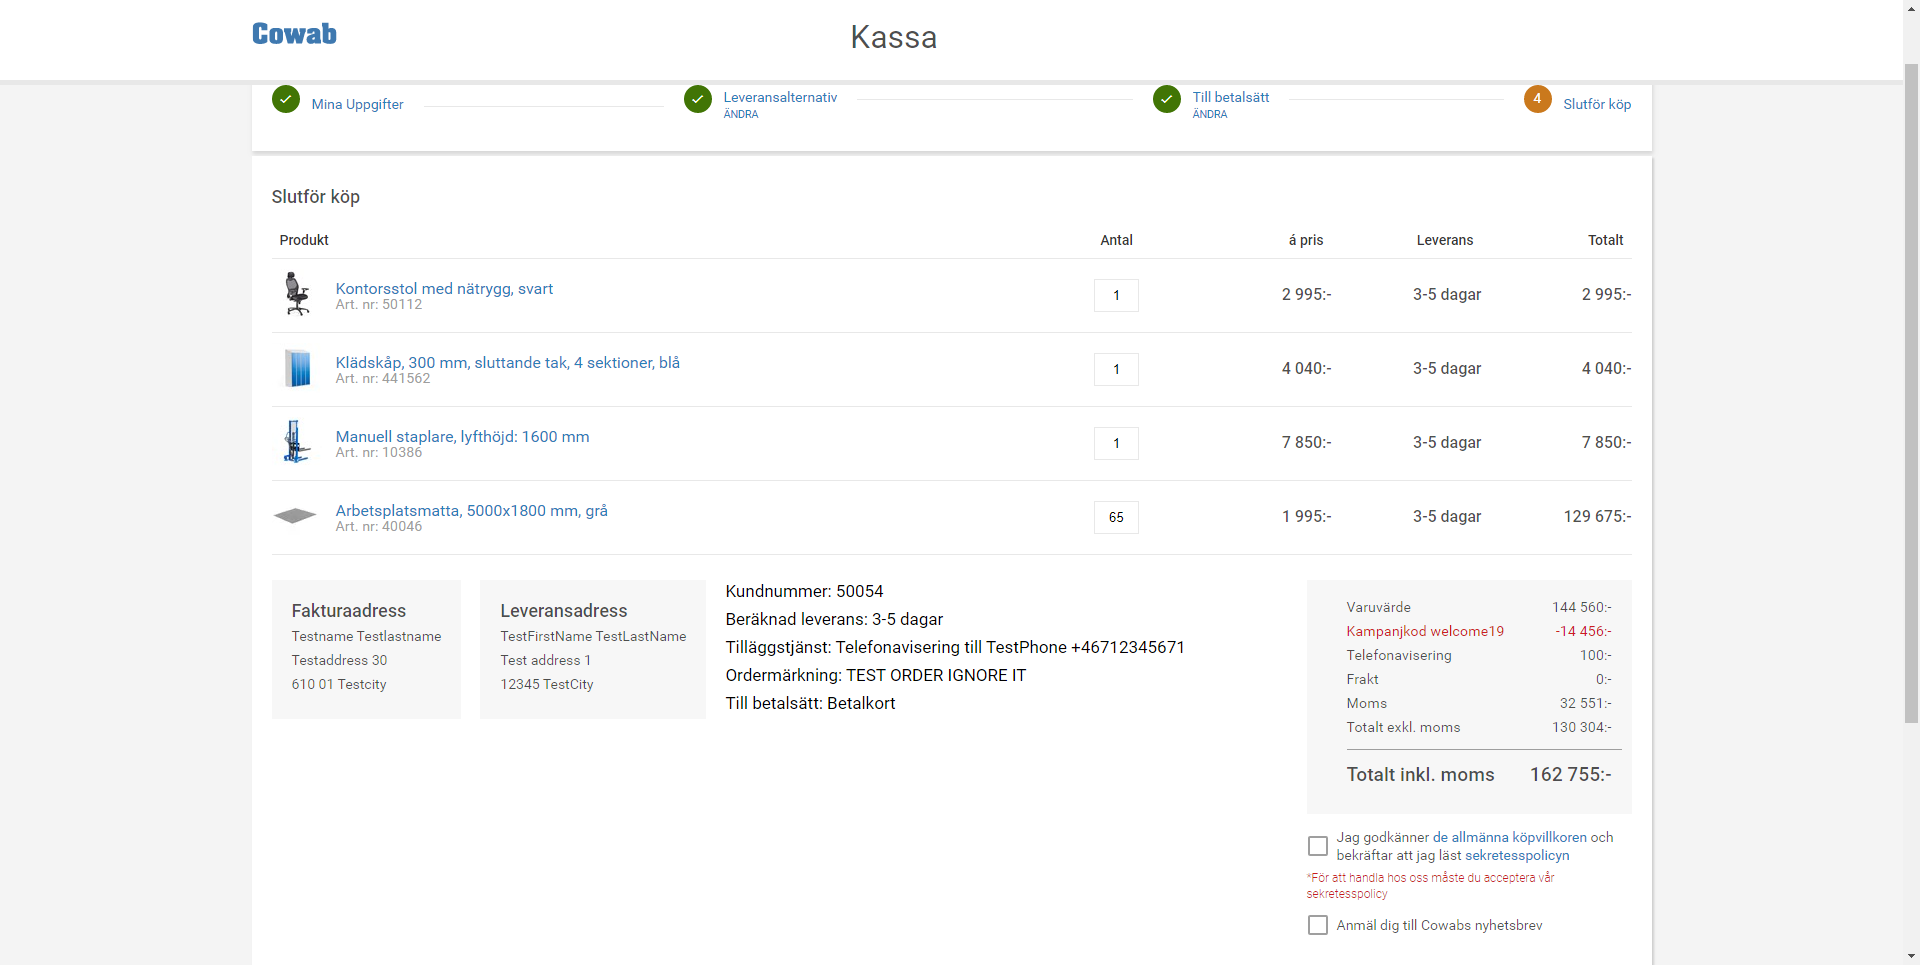 Cowab
Kassa
Mina Uppgifter
Leveransalternativ
ÄNDRA
Till betalsätt
ÄNDRA
4
Slutför köp
Slutför köp
Produkt Antal á pris Leverans Totalt
Kontorsstol med nätrygg, svart
Art. nr: 50112
1 2 995:- 3-5 dagar 2 995:-
Klädskåp, 300 mm, sluttande tak, 4 sektioner, blå
Art. nr: 441562
1 4 040:- 3-5 dagar 4 040:-
Manuell staplare, lyfthöjd: 1600 mm
Art. nr: 10386
1 7 850:- 3-5 dagar 7 850:-
Arbetsplatsmatta, 5000x1800 mm, grå
Art. nr: 40046
65 1 995:- 3-5 dagar 129 675:-
Fakturaadress
Testname Testlastname
Testaddress 30
610 01 Testcity
Leveransadress
TestFirstName TestLastName
Test address 1
12345 TestCity
Kundnummer: 50054
Beräknad leverans: 3-5 dagar
Tilläggstjänst: Telefonavisering till TestPhone +46712345671
Ordermärkning: TEST ORDER IGNORE IT
Till betalsätt: Betalkort
Varuvärde 144 560:-
Kampanjkod welcome19 -14 456:-
Telefonavisering 100:-
Frakt 0:-
Moms 32 551:-
Totalt exkl. moms 130 304:-
Totalt inkl. moms 162 755:-
Jag godkänner de allmänna köpvillkoren och
bekräftar att jag läst sekretesspolicyn
*För att handla hos oss måste du acceptera vår
sekretesspolicy
Anmäl dig till Cowabs nyhetsbrev